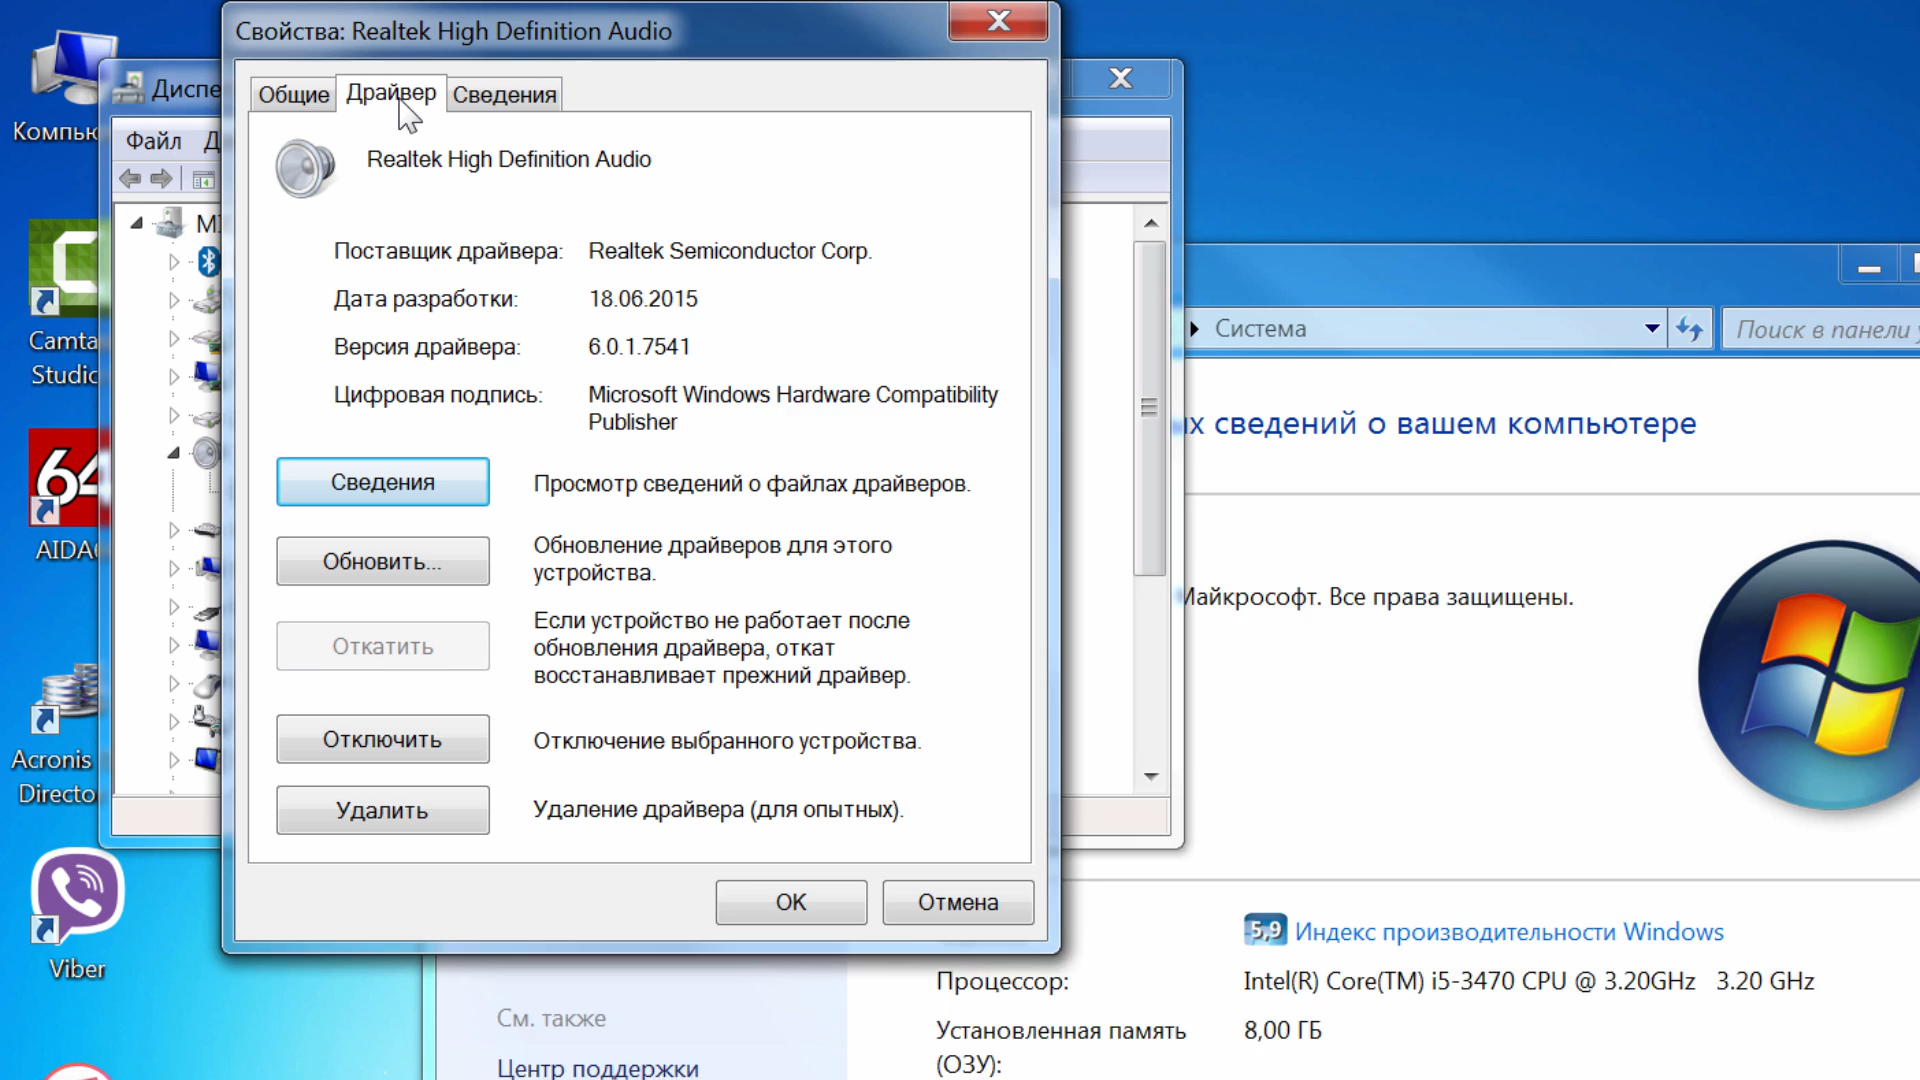 Свойства: Realtek High Definition Audio
Общие
Драйвер
Сведения
Realtek High Definition Audio
Поставщик драйвера: Realtek Semiconductor Corp.
Дата разработки: 18.06.2015
Версия драйвера: 6.0.1.7541
Цифровая подпись: Microsoft Windows Hardware Compatibility
Publisher
Сведения
Просмотр сведений о файлах драйверов.
Обновить...
Обновление драйверов для этого
устройства.
Откатить
Если устройство не работает после
обновления драйвера, откат
восстанавливает прежний драйвер.
Отключить
Отключение выбранного устройства.
Удалить
Удаление драйвера (для опытных).
OK
Отмена
Диспе
Файл Д
Компью
Camta
Studio
64
AIDA
Acronis
Directo
Viber
Система
Поиск в панели у
их сведений о вашем компьютере
Майкрософт. Все права защищены.
5,9 Индекс производительности Windows
Процессор: Intel(R) Core(TM) i5-3470 CPU @ 3.20GHz 3.20 GHz
Установленная память
(ОЗУ):
8,00 ГБ
См. также
Центр поддержки